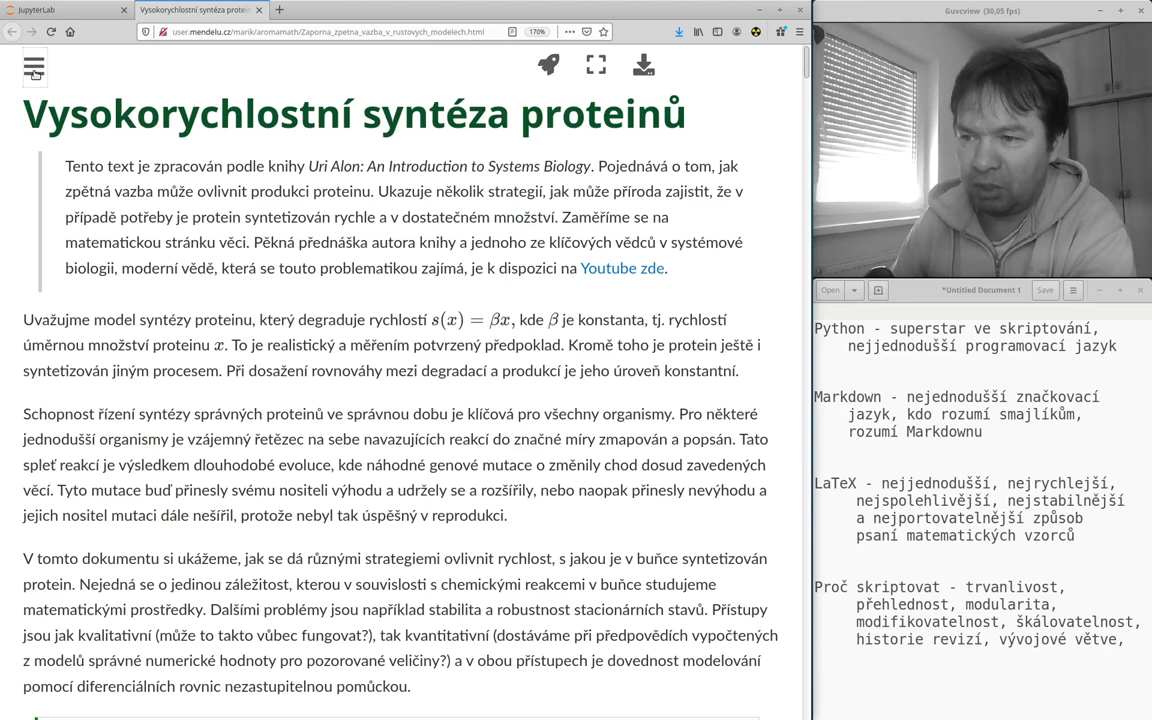 JupyterLab
Vysokorychlostní syntéza protein
user.mendelu.cz/marik/aromamath/Zaporna_zpetna_vazba_v_rustovych_modelech.html
170%
Vysokorychlostní syntéza proteinů
Tento text je zpracován podle knihy Uri Alon: An Introduction to Systems Biology. Pojednává o tom, jak
zpětná vazba může ovlivnit produkci proteinu. Ukazuje několik strategií, jak může příroda zajistit, že v
případě potřeby je protein syntetizován rychle a v dostatečném množství. Zaměříme se na
matematickou stránku věci. Pěkná přednáška autora knihy a jednoho ze klíčových vědců v systémové
biologii, moderní vědě, která se touto problematikou zajímá, je k dispozici na Youtube zde.
Uvažujme model syntézy proteinu, který degraduje rychlostí s(x) = βx, kde β je konstanta, tj. rychlostí
úměrnou množství proteinu x. To je realistický a měřením potvrzený předpoklad. Kromě toho je protein ještě i
syntetizován jiným procesem. Při dosažení rovnováhy mezi degradací a produkcí je jeho úroveň konstantní.
Schopnost řízení syntézy správných proteinů ve správnou dobu je klíčová pro všechny organismy. Pro některé
jednodušší organismy je vzájemný řetězec na sebe navazujících reakcí do značné míry zmapován a popsán. Tato
spleť reakcí je výsledkem dlouhodobé evoluce, kde náhodné genové mutace o změnily chod dosud zavedených
věcí. Tyto mutace buď přinesly svému nositeli výhodu a udržely se a rozšířily, nebo naopak přinesly nevýhodu a
jejich nositel mutaci dále nešířil, protože nebyl tak úspěšný v reprodukci.
V tomto dokumentu si ukážeme, jak se dá různými strategiemi ovlivnit rychlost, s jakou je v buňce syntetizován
protein. Nejedná se o jedinou záležitost, kterou v souvislosti s chemickými reakcemi v buňce studujeme
matematickými prostředky. Dalšími problémy jsou například stabilita a robustnost stacionárních stavů. Přístupy
jsou jak kvalitativní (může to takto vůbec fungovat?), tak kvantitativní (dostáváme při předpovědích vypočtených
z modelů správné numerické hodnoty pro pozorované veličiny?) a v obou přístupech je dovednost modelování
pomocí diferenciálních rovnic nezastupitelnou pomůckou.
Guvcview (30,05 fps)
Open
*Untitled Document 1
Save
Python - superstar ve skriptování,
nejjednodušší programovací jazyk
Markdown - nejednodušší značkovací
jazyk, kdo rozumí smajlíkům,
rozumí Markdownu
LaTeX - nejjednodušší, nejrychlejší,
nejspolehlivější, nejstabilnější
a nejportovatelnější způsob
psaní matematických vzorců
Proč skriptovat - trvanlivost,
přehlednost, modularita,
modifikovatelnost, škálovatelnost,
historie revizí, vývojové větve,